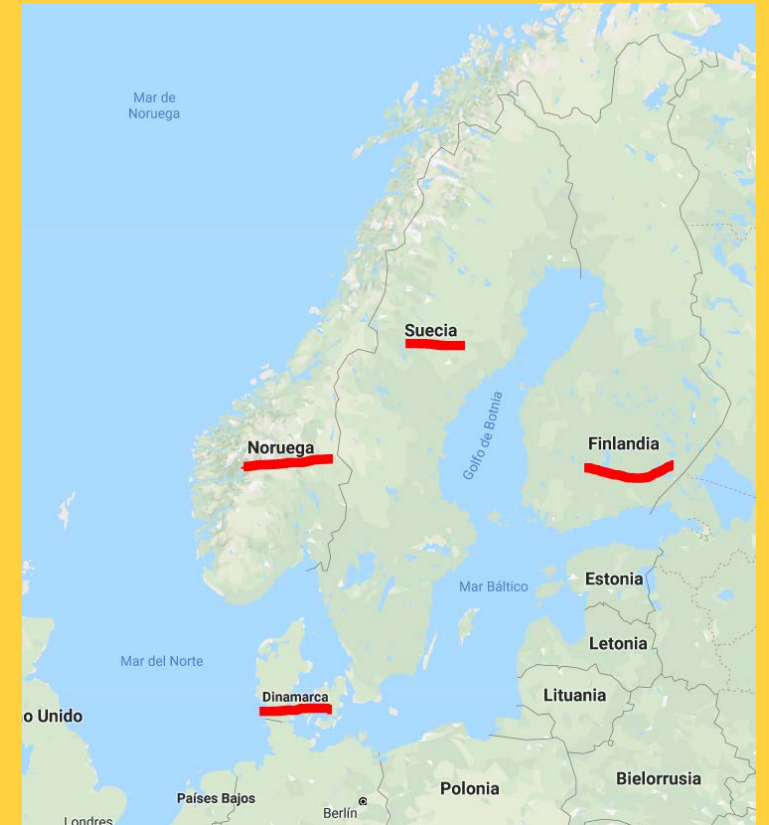 Mar de
Noruega
Suecia
Golfo de Botnia
Noruega
Finlandia
Estonia
Mar Báltico
Letonia
Mar del Norte
Lituania
Dinamarca
o Unido
Bielorrusia
Polonia
Países Bajos
Berlín
Londres